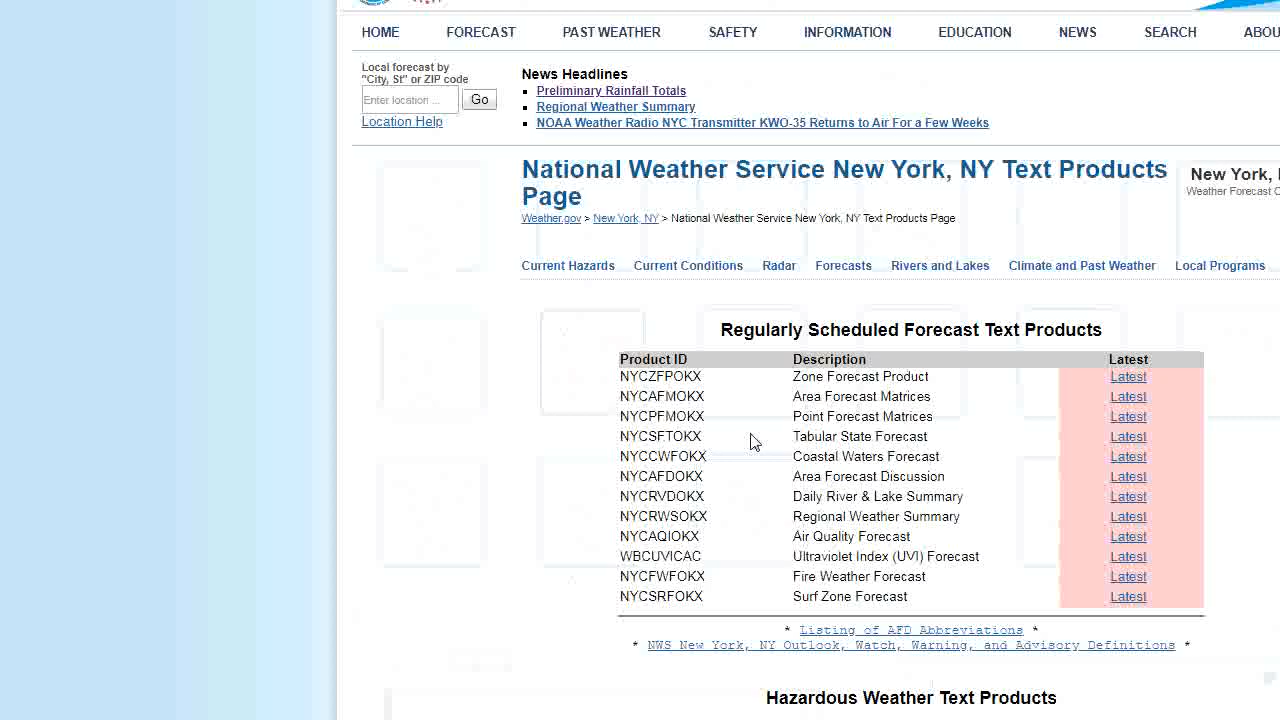 HOME FORECAST PAST WEATHER SAFETY INFORMATION EDUCATION NEWS SEARCH ABOU
Local forecast by
"City, St" or ZIP code
Enter location ... Go
Location Help
News Headlines
Preliminary Rainfall Totals
Regional Weather Summary
NOAA Weather Radio NYC Transmitter KWO-35 Returns to Air For a Few Weeks
National Weather Service New York, NY Text Products
Page
Weather.gov > New York, NY > National Weather Service New York, NY Text Products Page
New York,
Weather Forecast
Current Hazards Current Conditions Radar Forecasts Rivers and Lakes Climate and Past Weather Local Programs
Regularly Scheduled Forecast Text Products
Product ID Description Latest
NYCZFPOKX Zone Forecast Product Latest
NYCAFMOKX Area Forecast Matrices Latest
NYCPFMOKX Point Forecast Matrices Latest
NYCSFTOKX Tabular State Forecast Latest
NYCCWFOKX Coastal Waters Forecast Latest
NYCAFDOKX Area Forecast Discussion Latest
NYCRVDOKX Daily River & Lake Summary Latest
NYCRWSOKX Regional Weather Summary Latest
NYCAQIOKX Air Quality Forecast Latest
WBCUVICAC Ultraviolet Index (UVI) Forecast Latest
NYCFWFOKX Fire Weather Forecast Latest
NYCSRFOKX Surf Zone Forecast Latest
* Listing of AFD Abbreviations *
* NWS New York, NY Outlook, Watch, Warning, and Advisory Definitions *
Hazardous Weather Text Products